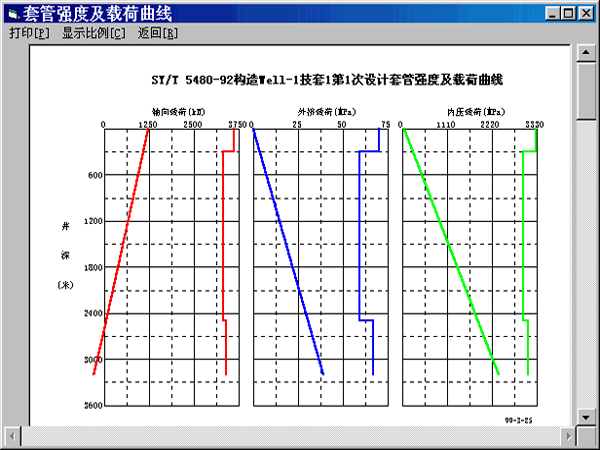 套管强度及载荷曲线
打印[P] 显示比例[C] 返回[R]
SY/T 5480-92构造Well-1技套1第1次设计套管强度及载荷曲线
轴向载荷(kN) 外挤载荷(MPa) 内压载荷(MPa)
0 1250 2500 3750 0 25 50 75 0 1110 2220 3330
600
1200
井
深
1800
(米)
2400
3000
3600
99-3-25